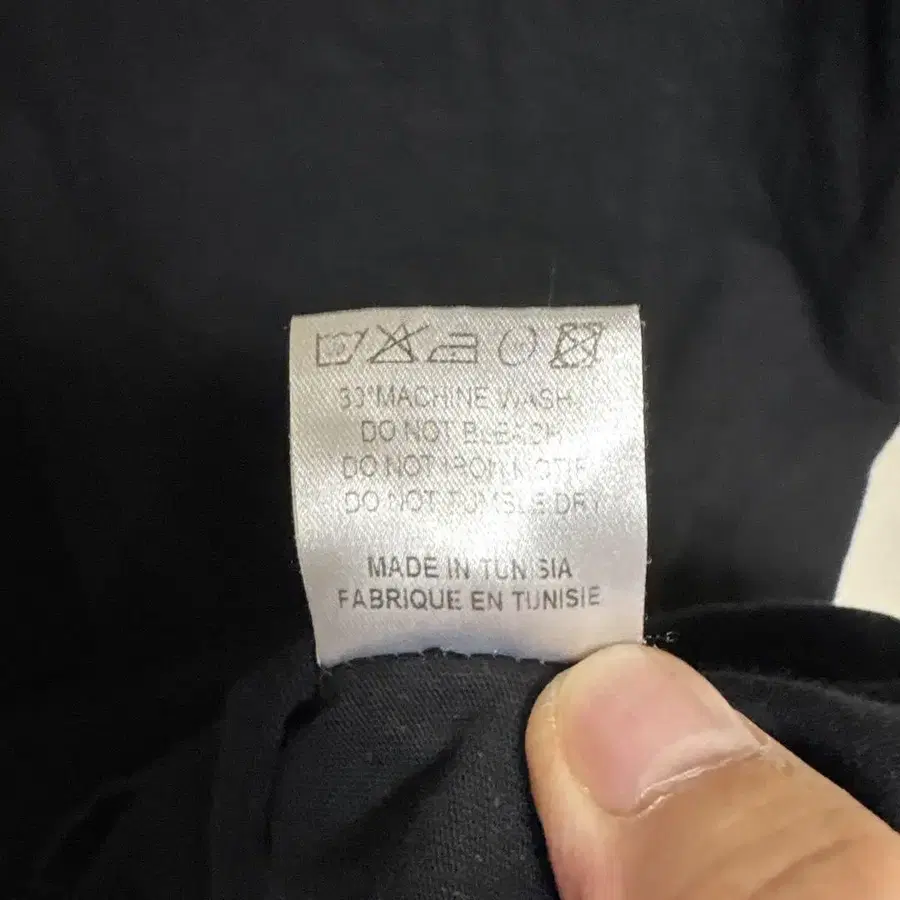 30°MACHINE WASH
DO NOT BLEACH
DO NOT IRON MOTIF
DO NOT TUMBLE DRY
MADE IN TUNISIA
FABRIQUE EN TUNISIE